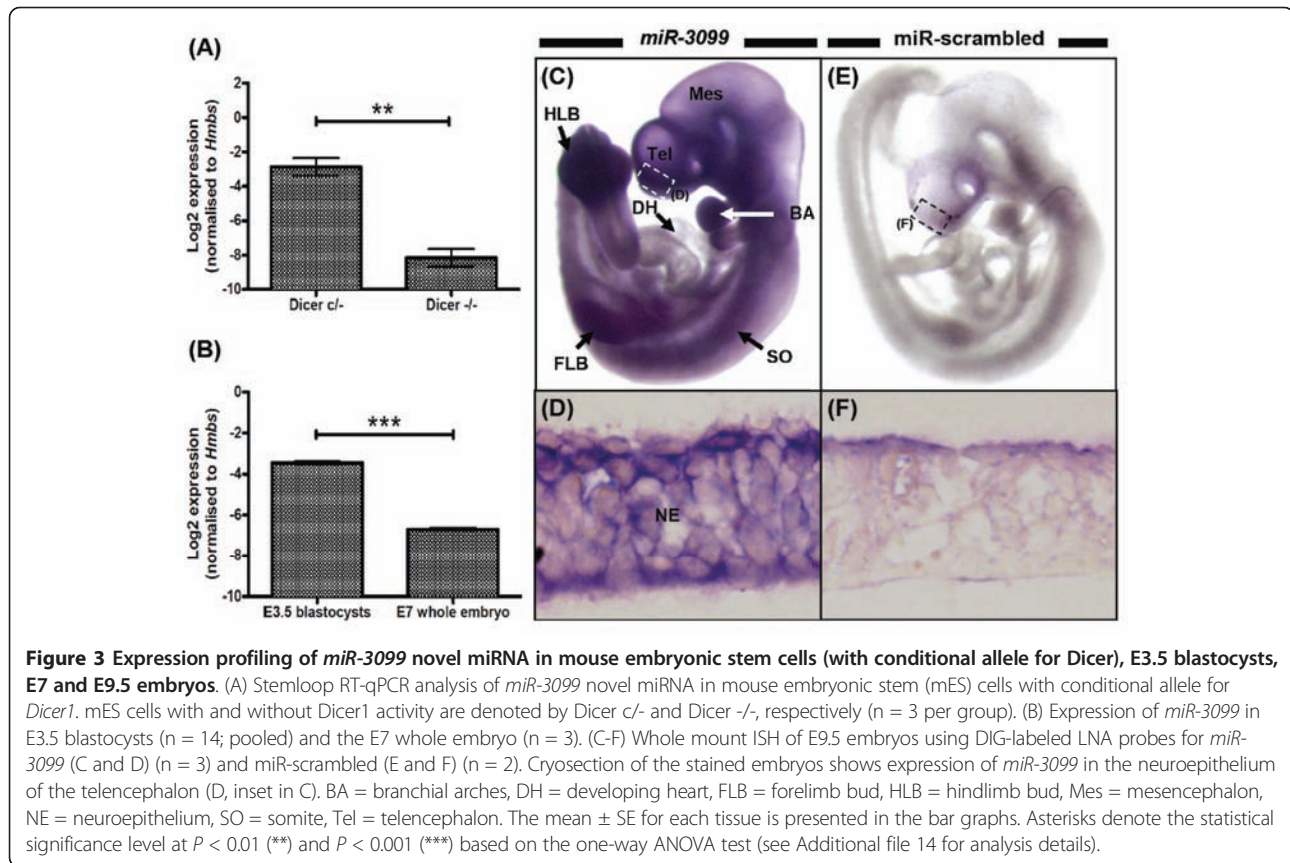 miR-3099
miR-scrambled
(A)
Log2 expression
(normalised to Hmbs)
2
0
-2
-4
-6
-8
-10
**
Dicer c/-
Dicer -/-
(B)
Log2 expression
(normalised to Hmbs)
0
-2
-4
-6
-8
-10
***
E3.5 blastocysts
E7 whole embryo
(C)
Mes
HLB
Tel
(D)
DH
BA
FLB
SO
(E)
(F)
(D)
NE
(F)
Figure 3 Expression profiling of miR-3099 novel miRNA in mouse embryonic stem cells (with conditional allele for Dicer), E3.5 blastocysts,
E7 and E9.5 embryos. (A) Stemloop RT-qPCR analysis of miR-3099 novel miRNA in mouse embryonic stem (mES) cells with conditional allele for
Dicer1. mES cells with and without Dicer1 activity are denoted by Dicer c/- and Dicer -/-, respectively (n = 3 per group). (B) Expression of miR-3099 in
E3.5 blastocysts (n = 14; pooled) and the E7 whole embryo (n = 3). (C-F) Whole mount ISH of E9.5 embryos using DIG-labeled LNA probes for miR-
3099 (C and D) (n = 3) and miR-scrambled (E and F) (n = 2). Cryosection of the stained embryos shows expression of miR-3099 in the neuroepithelium
of the telencephalon (D, inset in C). BA = branchial arches, DH = developing heart, FLB = forelimb bud, HLB = hindlimb bud, Mes = mesencephalon,
NE = neuroepithelium, SO = somite, Tel = telencephalon. The mean ± SE for each tissue is presented in the bar graphs. Asterisks denote the statistical
significance level at P < 0.01 (**) and P < 0.001 (***) based on the one-way ANOVA test (see Additional file 14 for analysis details).